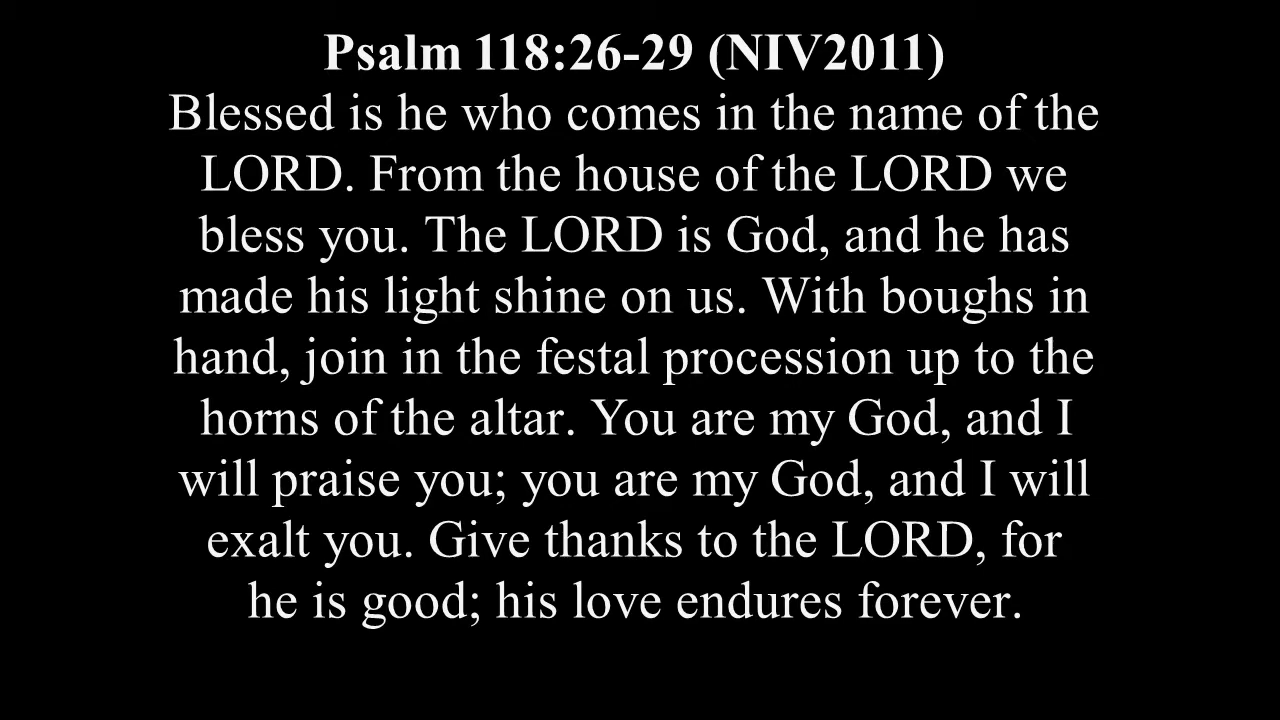 Psalm 118:26-29 (NIV2011)
Blessed is he who comes in the name of the
LORD. From the house of the LORD we
bless you. The LORD is God, and he has
made his light shine on us. With boughs in
hand, join in the festal procession up to the
horns of the altar. You are my God, and I
will praise you; you are my God, and I will
exalt you. Give thanks to the LORD, for
he is good; his love endures forever.